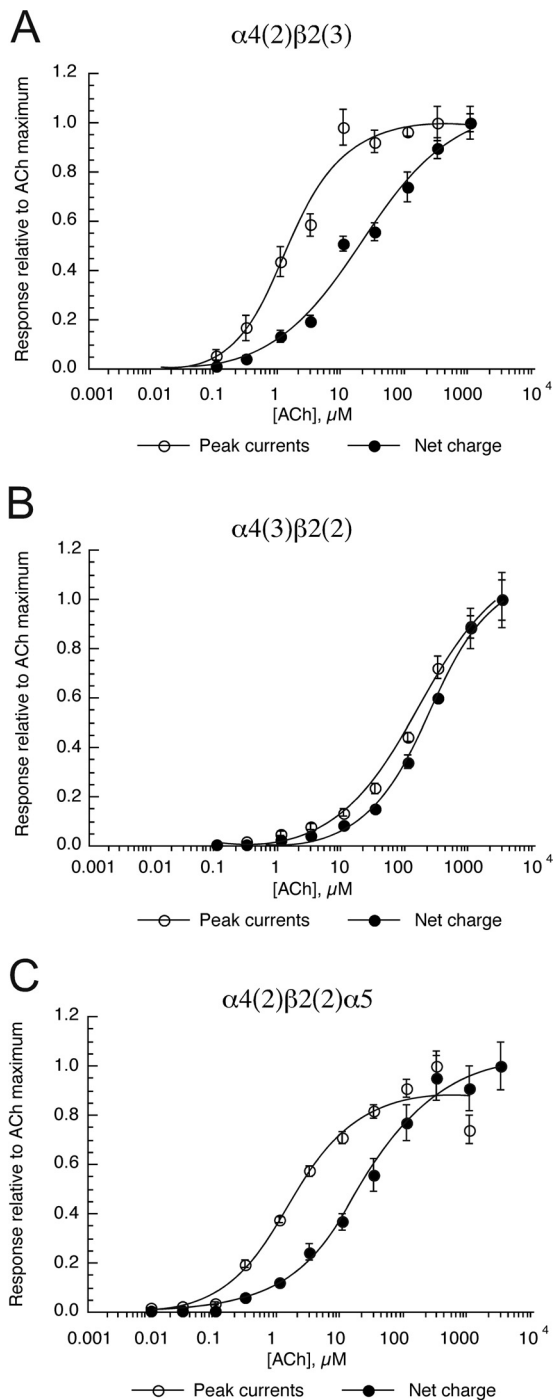 A
α4(2)β2(3)
Response relative to ACh maximum
1.2
1.0
0.8
0.6
0.4
0.2
0.0
0.001 0.01 0.1 1 10 100 1000 10⁴
[ACh], µM
Peak currents Net charge
B
α4(3)β2(2)
Response relative to ACh maximum
1.2
1.0
0.8
0.6
0.4
0.2
0.0
0.001 0.01 0.1 1 10 100 1000 10⁴
[ACh], µM
Peak currents Net charge
C
α4(2)β2(2)α5
Response relative to ACh maximum
1.2
1.0
0.8
0.6
0.4
0.2
0.0
0.001 0.01 0.1 1 10 100 1000 10⁴
[ACh], µM
Peak currents Net charge